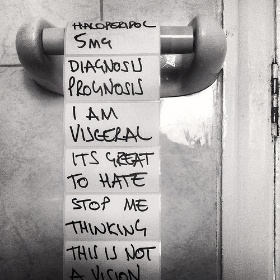 HALOPERIDOL
5mg
DIAGNOSIS
PROGNOSIS
I AM
VISCERAL
ITS GREAT
TO HATE
STOP ME
THINKING
THIS IS NOT
A VISION